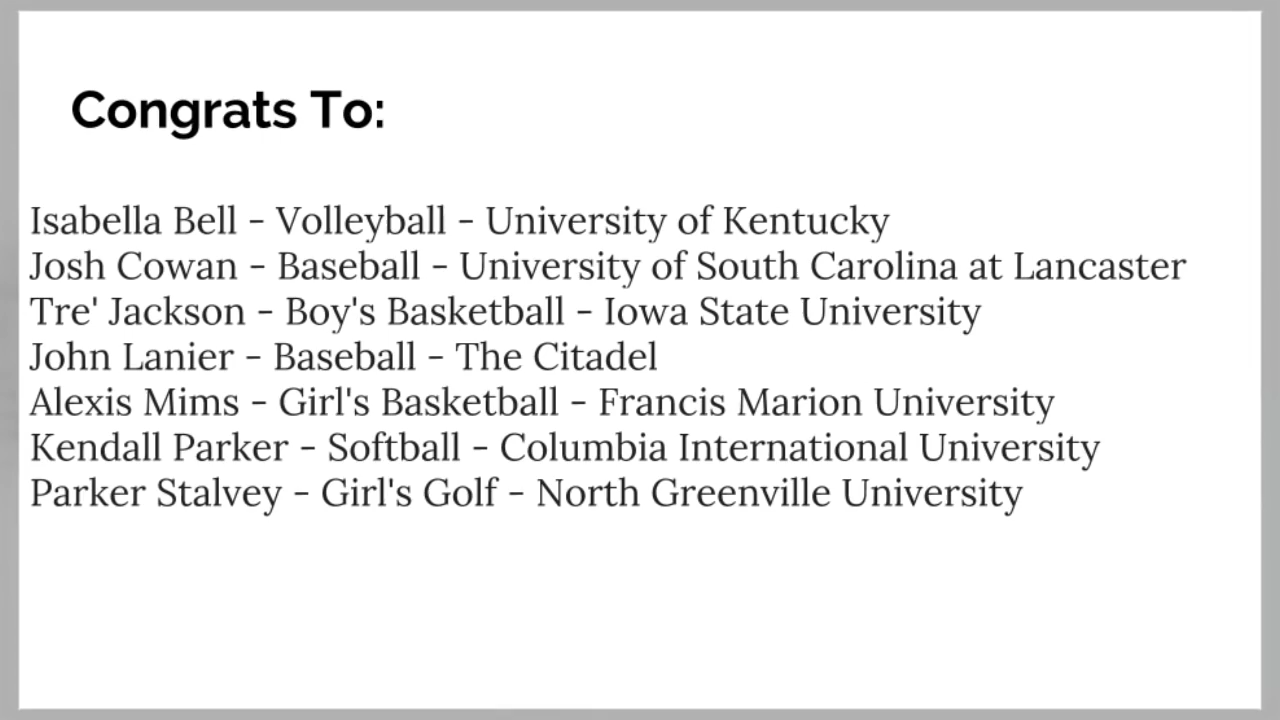 Congrats To:
Isabella Bell - Volleyball - University of Kentucky
Josh Cowan - Baseball - University of South Carolina at Lancaster
Tre' Jackson - Boy's Basketball - Iowa State University
John Lanier - Baseball - The Citadel
Alexis Mims - Girl's Basketball - Francis Marion University
Kendall Parker - Softball - Columbia International University
Parker Stalvey - Girl's Golf - North Greenville University